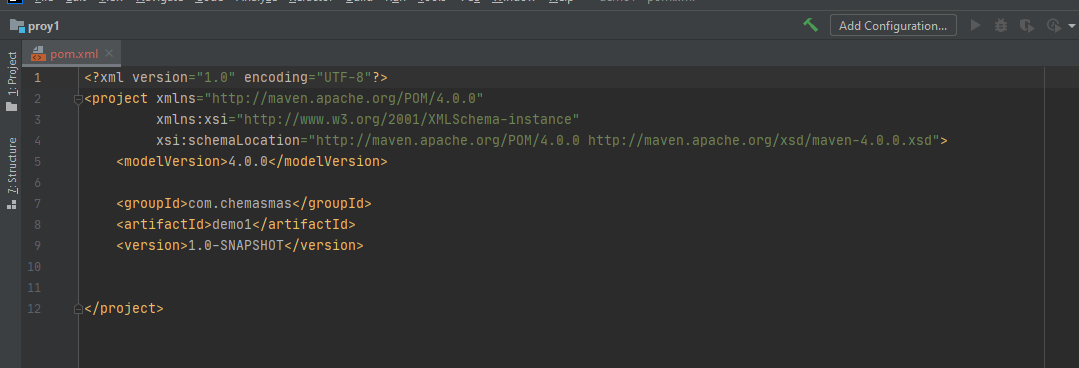 proy1
Add Configuration...
1: Project
pom.xml
7: Structure
1 <?xml version="1.0" encoding="UTF-8"?>
2 <project xmlns="http://maven.apache.org/POM/4.0.0"
3 xmlns:xsi="http://www.w3.org/2001/XMLSchema-instance"
4 xsi:schemaLocation="http://maven.apache.org/POM/4.0.0 http://maven.apache.org/xsd/maven-4.0.0.xsd">
5 <modelVersion>4.0.0</modelVersion>
6
7 <groupId>com.chemasmas</groupId>
8 <artifactId>demo1</artifactId>
9 <version>1.0-SNAPSHOT</version>
10
11
12 </project>